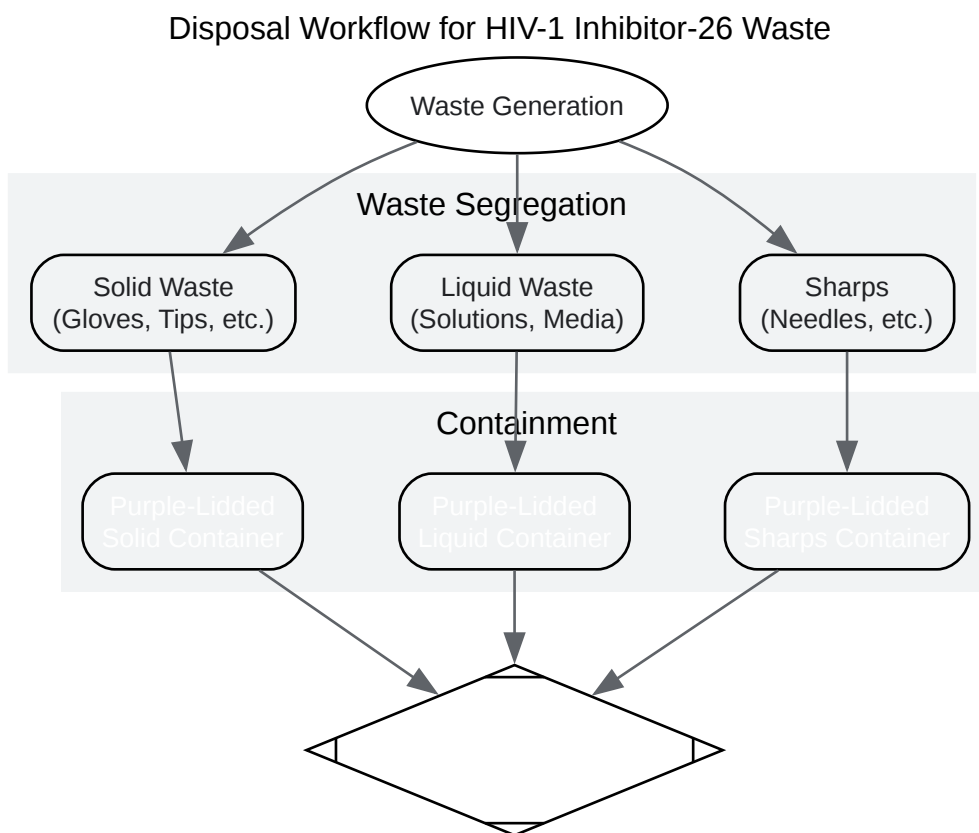 Disposal Workflow for HIV-1 Inhibitor-26 Waste
Waste Generation
Waste Segregation
Solid Waste
(Gloves, Tips, etc.)
Liquid Waste
(Solutions, Media)
Sharps
(Needles, etc.)
Containment
Purple-Lidded
Solid Container
Purple-Lidded
Liquid Container
Purple-Lidded
Sharps Container